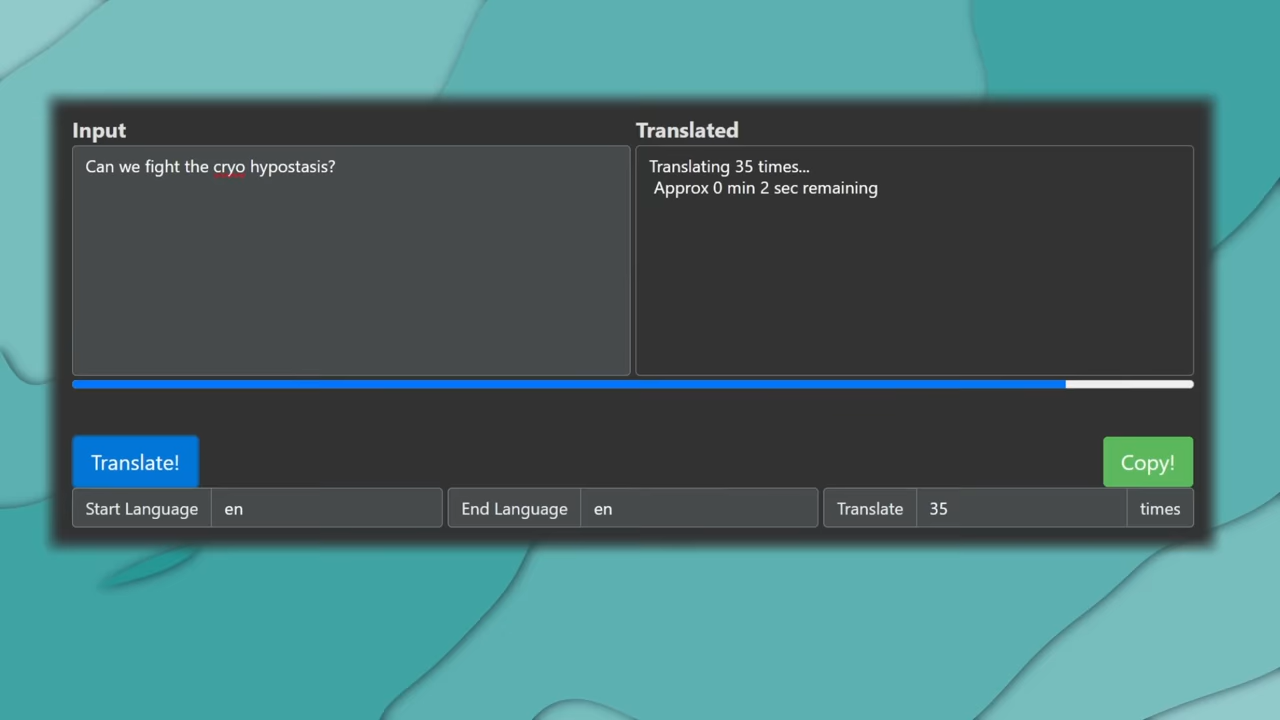 Input
Can we fight the cryo hypostasis?
Translated
Translating 35 times...
Approx 0 min 2 sec remaining
Translate!
Copy!
Start Language en
End Language en
Translate 35 times